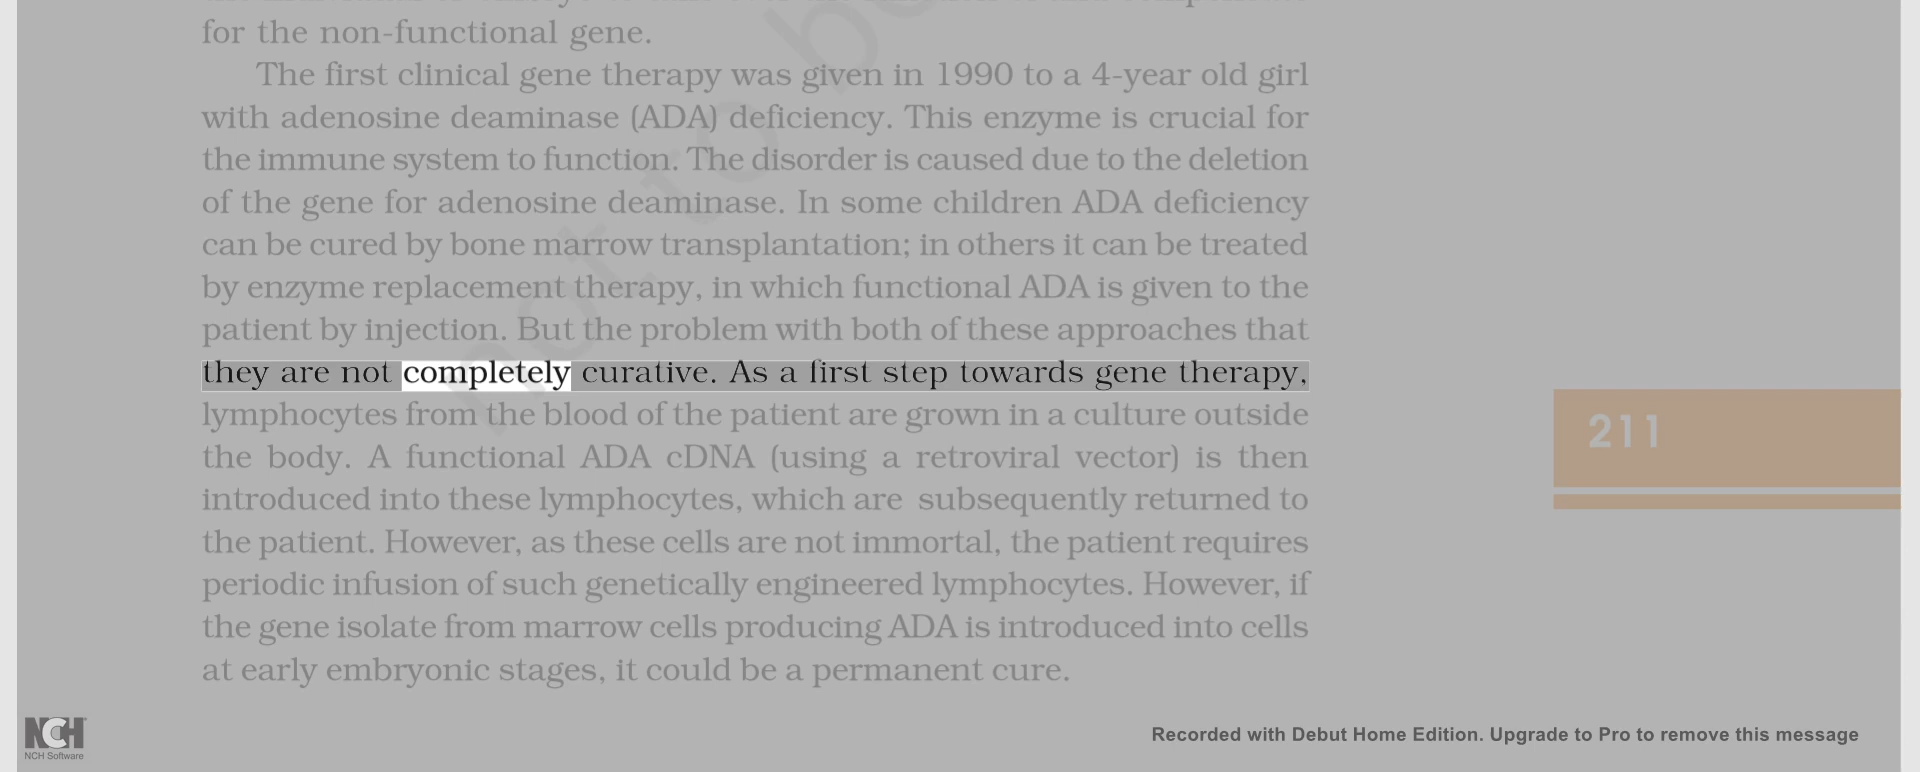 for the non-functional gene.
The first clinical gene therapy was given in 1990 to a 4-year old girl
with adenosine deaminase (ADA) deficiency. This enzyme is crucial for
the immune system to function. The disorder is caused due to the deletion
of the gene for adenosine deaminase. In some children ADA deficiency
can be cured by bone marrow transplantation; in others it can be treated
by enzyme replacement therapy, in which functional ADA is given to the
patient by injection. But the problem with both of these approaches that
they are not completely curative. As a first step towards gene therapy,
lymphocytes from the blood of the patient are grown in a culture outside
the body. A functional ADA cDNA (using a retroviral vector) is then
introduced into these lymphocytes, which are subsequently returned to
the patient. However, as these cells are not immortal, the patient requires
periodic infusion of such genetically engineered lymphocytes. However, if
the gene isolate from marrow cells producing ADA is introduced into cells
at early embryonic stages, it could be a permanent cure.
211
not to be
NCH
NCH Software
Recorded with Debut Home Edition. Upgrade to Pro to remove this message